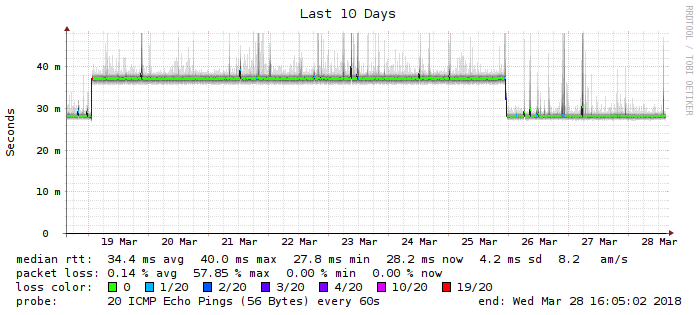 Last 10 Days
RRDTOOL / TOBI OETIKER
Seconds
40 m
30 m
20 m
10 m
0
19 Mar 20 Mar 21 Mar 22 Mar 23 Mar 24 Mar 25 Mar 26 Mar 27 Mar 28 Mar
median rtt: 34.4 ms avg 40.0 ms max 27.8 ms min 28.2 ms now 4.2 ms sd 8.2 am/s
packet loss: 0.14 % avg 57.85 % max 0.00 % min 0.00 % now
loss color: 0 1/20 2/20 3/20 4/20 10/20 19/20
probe: 20 ICMP Echo Pings (56 Bytes) every 60s end: Wed Mar 28 16:05:02 2018